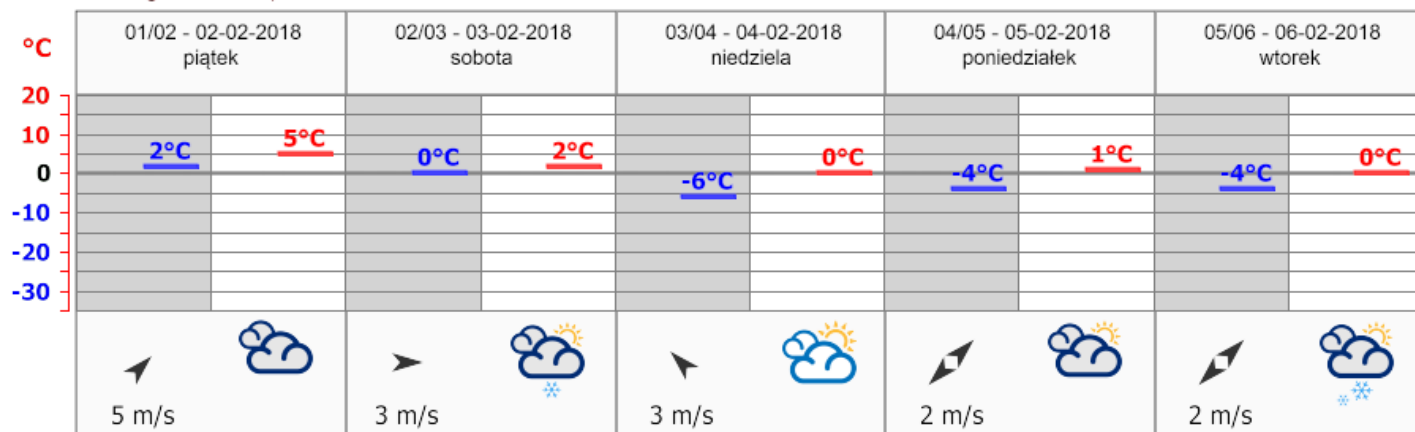 01/02 - 02-02-2018
piątek
02/03 - 03-02-2018
sobota
03/04 - 04-02-2018
niedziela
04/05 - 05-02-2018
poniedziałek
05/06 - 06-02-2018
wtorek
°C
20
10
0
-10
-20
-30
2°C
5°C
0°C
2°C
-6°C
0°C
-4°C
1°C
-4°C
0°C
5 m/s
3 m/s
3 m/s
2 m/s
2 m/s